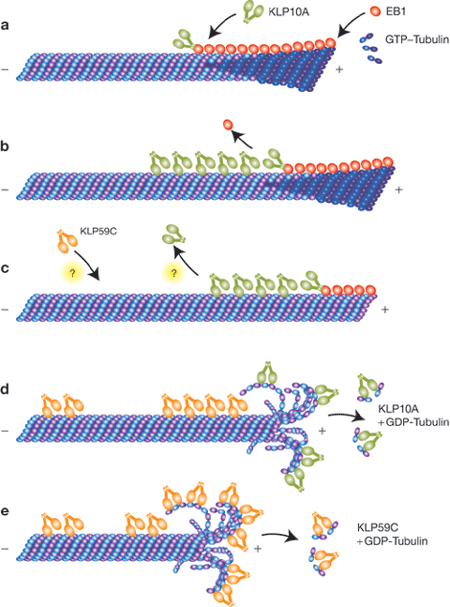 a
KLP10A
EB1
GTP–Tubulin
– +
b
– +
KLP59C
? ?
c
– +
d
KLP10A
+GDP-Tubulin
– +
e
KLP59C
+GDP-Tubulin
– +